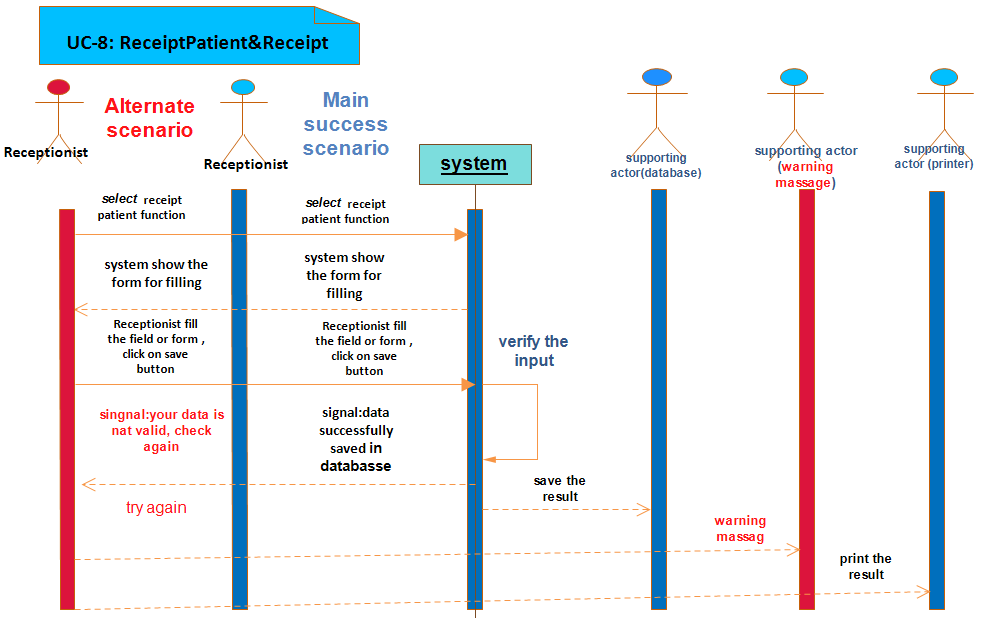 UC-8: ReceiptPatient&Receipt
Alternate
scenario
Receptionist
Main
success
scenario
Receptionist
system
supporting
actor(database)
supporting actor
(warning
massage)
supporting
actor (printer)
select receipt
patient function
select receipt
patient function
system show the
form for filling
system show
the form for
filling
Receptionist fill
the field or form ,
click on save
button
Receptionist fill
the field or form ,
click on save
button
verify the
input
singnal:your data is
nat valid, check
again
signal:data
successfully
saved in
databasse
try again
save the
result
warning
massag
print the
result